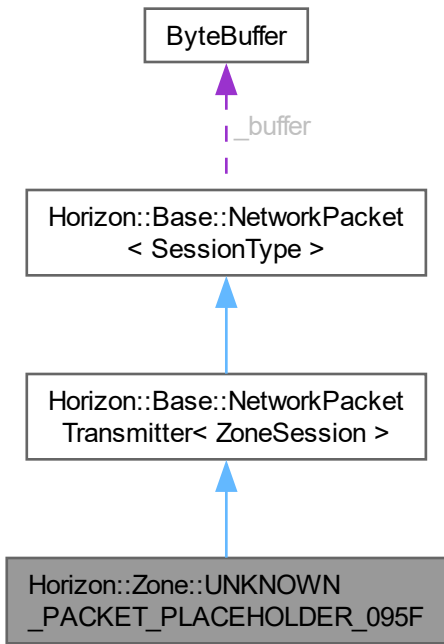 ByteBuffer
_buffer
Horizon::Base::NetworkPacket
< SessionType >
Horizon::Base::NetworkPacket
Transmitter< ZoneSession >
Horizon::Zone::UNKNOWN
_PACKET_PLACEHOLDER_095F